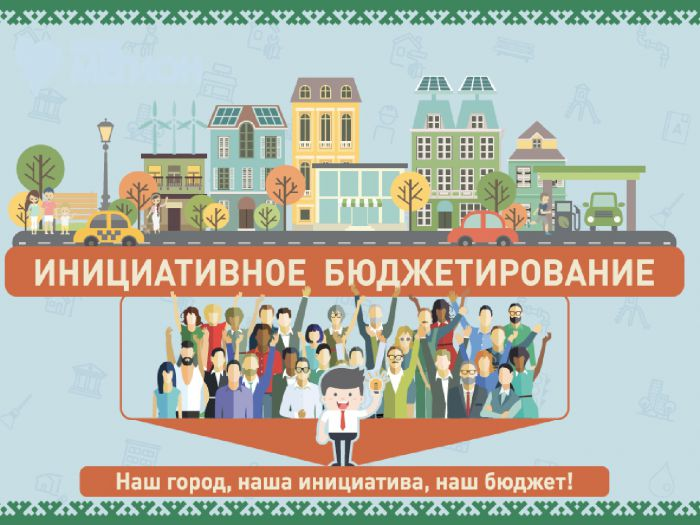 ИНИЦИАТИВНОЕ БЮДЖЕТИРОВАНИЕ
Наш город, наша инициатива, наш бюджет!